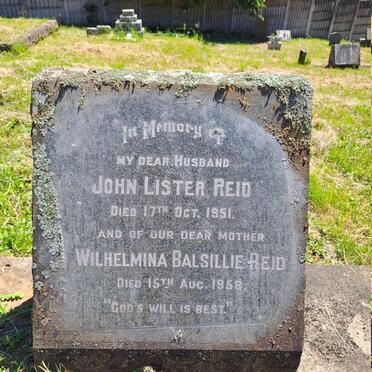 In Memory of
MY DEAR HUSBAND
JOHN LISTER REID
DIED 17TH OCT. 1951.
AND OF OUR DEAR MOTHER
WILHELMINA BALSILLIE REID
DIED 15TH AUG. 1958.
"GOD'S WILL IS BEST."